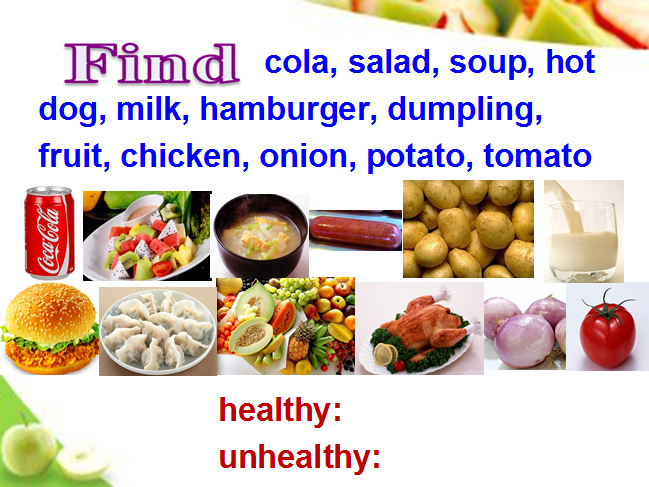 Find cola, salad, soup, hot
dog, milk, hamburger, dumpling,
fruit, chicken, onion, potato, tomato
Coca-Cola
healthy:
unhealthy: